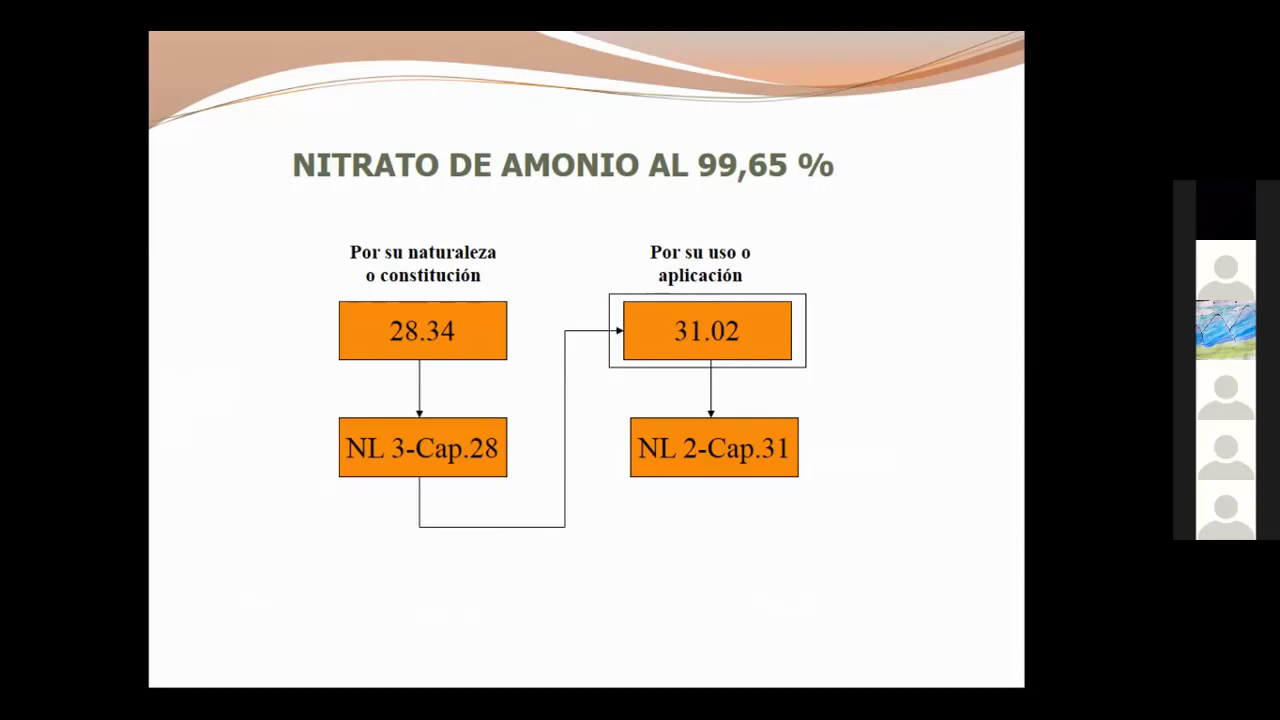 NITRATO DE AMONIO AL 99,65 %
Por su naturaleza
o constitución
Por su uso o
aplicación
28.34
31.02
NL 3-Cap.28
NL 2-Cap.31